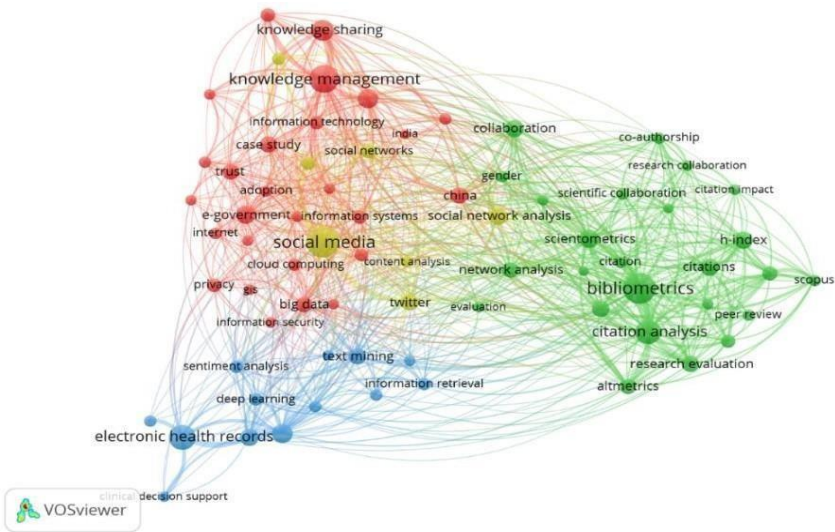 knowledge sharing
knowledge management
information technology
india
collaboration
co-authorship
case study
social networks
research collaboration
trust
gender
adoption
china
scientific collaboration
citation impact
e-government
information systems
social network analysis
internet
social media
scientometrics
h-index
cloud computing
content analysis
network analysis
citation
citations
scopus
privacy
gis
bibliometrics
big data
twitter
evaluation
peer review
information security
citation analysis
sentiment analysis
text mining
research evaluation
information retrieval
altmetrics
deep learning
electronic health records
clinical decision support
VOSviewer